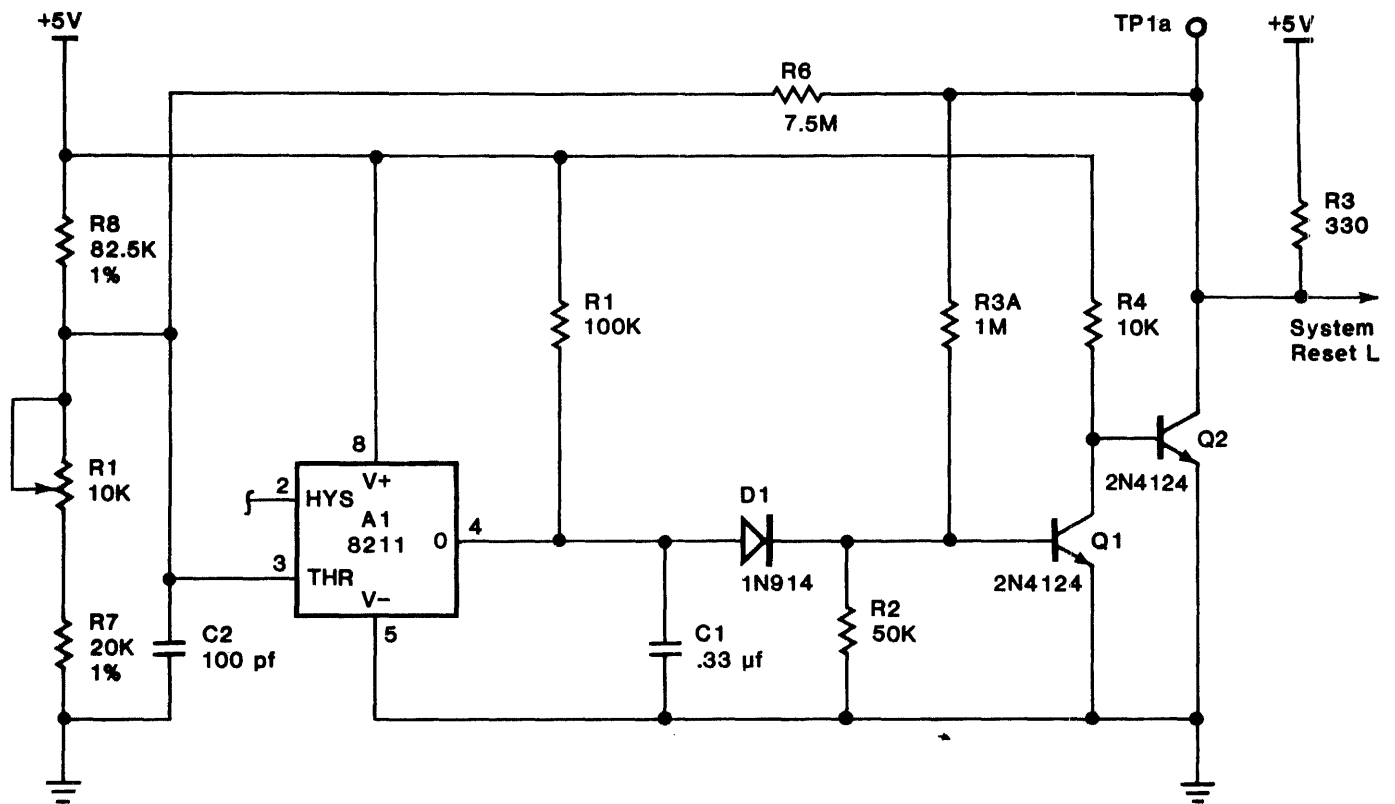 +5V
TP1a
+5V
R6
7.5M
R8
82.5K
1%
R1
100K
R3A
1M
R4
10K
R3
330
System
Reset L
R1
10K
8
V+
2
HYS
A1
8211
O
4
3
THR
V−
5
D1
1N914
Q2
2N4124
Q1
2N4124
R7
20K
1%
C2
100 pf
C1
.33 µf
R2
50K